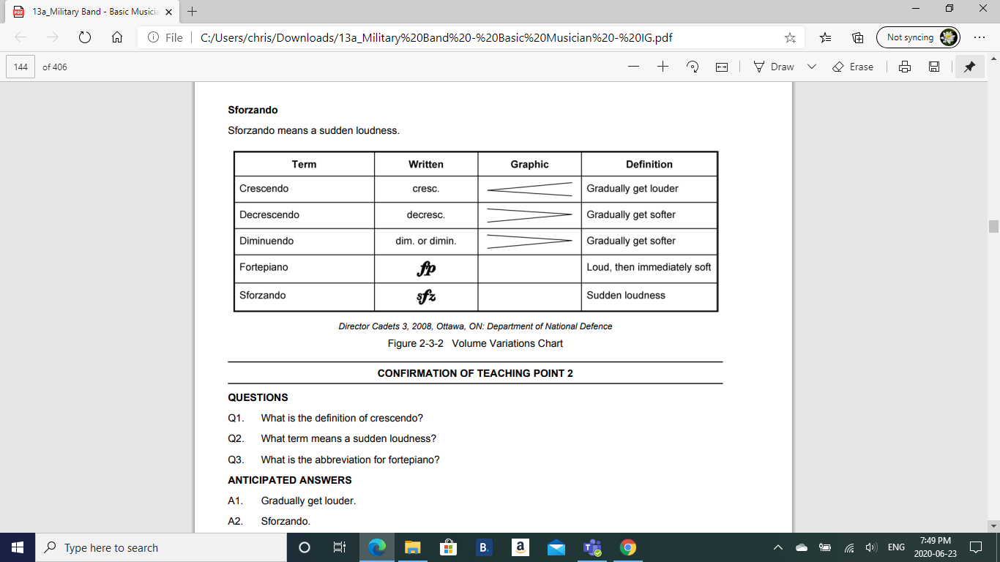 13a_Military Band - Basic Musicia
File
C:/Users/chris/Downloads/13a_Military%20Band%20-%20Basic%20Musician%20-%20IG.pdf
Not syncing
144 of 406
Draw
Erase
Sforzando
Sforzando means a sudden loudness.
Term Written Graphic Definition
Crescendo cresc. Gradually get louder
Decrescendo decresc. Gradually get softer
Diminuendo dim. or dimin. Gradually get softer
Fortepiano fp Loud, then immediately soft
Sforzando sfz Sudden loudness
Director Cadets 3, 2008, Ottawa, ON: Department of National Defence
Figure 2-3-2 Volume Variations Chart
CONFIRMATION OF TEACHING POINT 2
QUESTIONS
Q1. What is the definition of crescendo?
Q2. What term means a sudden loudness?
Q3. What is the abbreviation for fortepiano?
ANTICIPATED ANSWERS
A1. Gradually get louder.
A2. Sforzando.
Type here to search
B.
a
ENG
7:49 PM
2020-06-23